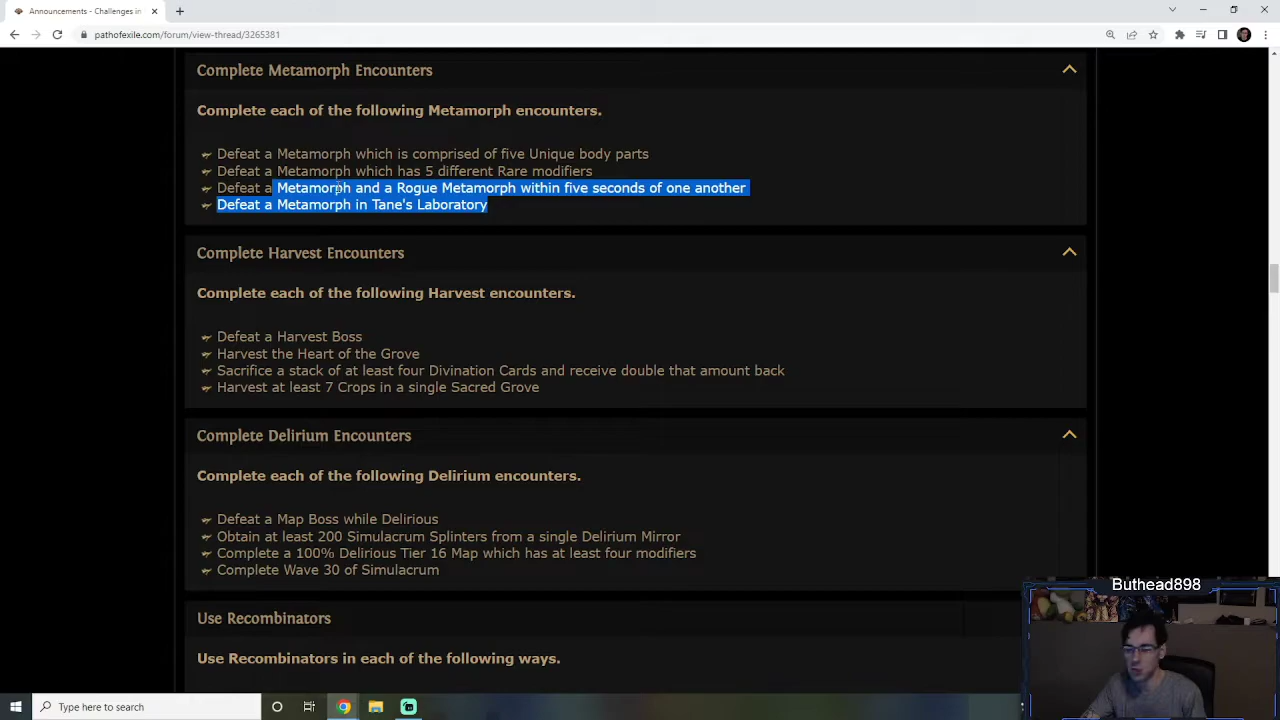 Announcements - Challenges in
pathofexile.com/forum/view-thread/3265381
Complete Metamorph Encounters
Complete each of the following Metamorph encounters.
Defeat a Metamorph which is comprised of five Unique body parts
Defeat a Metamorph which has 5 different Rare modifiers
Defeat a Metamorph and a Rogue Metamorph within five seconds of one another
Defeat a Metamorph in Tane's Laboratory
Complete Harvest Encounters
Complete each of the following Harvest encounters.
Defeat a Harvest Boss
Harvest the Heart of the Grove
Sacrifice a stack of at least four Divination Cards and receive double that amount back
Harvest at least 7 Crops in a single Sacred Grove
Complete Delirium Encounters
Complete each of the following Delirium encounters.
Defeat a Map Boss while Delirious
Obtain at least 200 Simulacrum Splinters from a single Delirium Mirror
Complete a 100% Delirious Tier 16 Map which has at least four modifiers
Complete Wave 30 of Simulacrum
Buthead898
Use Recombinators
Use Recombinators in each of the following ways.
Type here to search